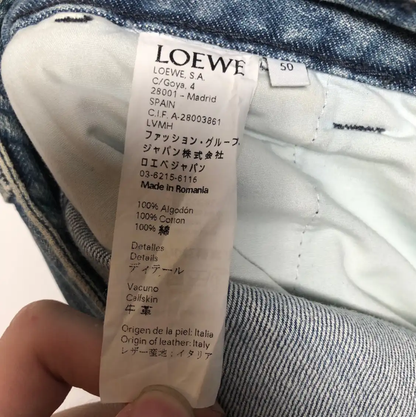 LOEWE
50
LOEWE, S.A.
C/Goya, 4
28001 - Madrid
SPAIN
C.I.F. A-28003861
LVMH
ファッション・グループ
ジャパン株式会社
ロエベジャパン
03-6215-6116
Made in Romania
100% Algodón
100% Cotton
100% 綿
Detalles
Details
ディテール
Vacuno
Calfskin
牛革
Origen de la piel: Italia
Origin of leather: Italy
レザー原産地：イタリア